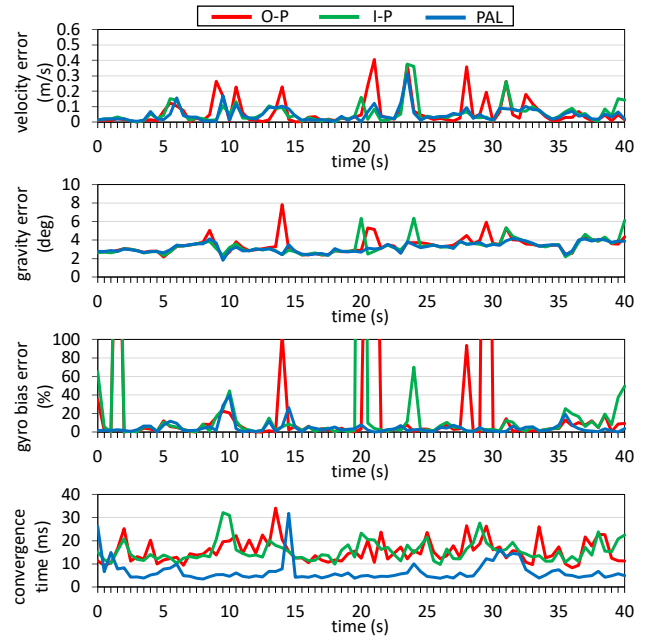 O-P I-P PAL
velocity error
(m/s)
0.6
0.5
0.4
0.3
0.2
0.1
0
0 5 10 15 20 25 30 35 40
time (s)
gravity error
(deg)
10
8
6
4
2
0
0 5 10 15 20 25 30 35 40
time (s)
gyro bias error
(%)
100
80
60
40
20
0
0 5 10 15 20 25 30 35 40
time (s)
convergence
time (ms)
40
30
20
10
0
0 5 10 15 20 25 30 35 40
time (s)